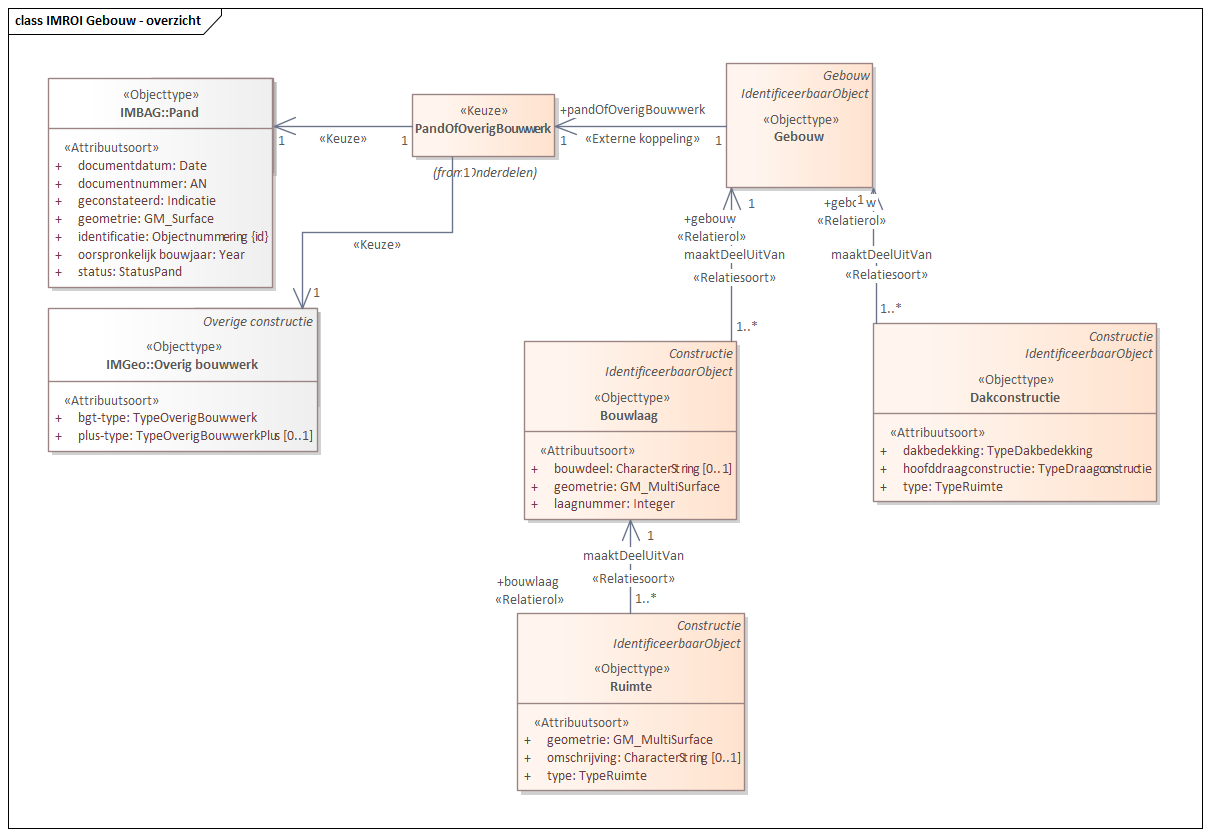 class IMROI Gebouw - overzicht
«Objecttype»
IMBAG::Pand
«Attribuutsoort»
+ documentdatum: Date
+ documentnummer: AN
+ geconstateerd: Indicatie
+ geometrie: GM_Surface
+ identificatie: Objectnummering {id}
+ oorspronkelijk bouwjaar: Year
+ status: StatusPand
1
«Keuze»
1
«Keuze»
PandOfOverigBouwwerk
(from Onderdelen)
1
+pandOfOverigBouwwerk
«Externe koppeling»
1
1
Gebouw
IdentificeerbaarObject
«Objecttype»
Gebouw
«Keuze»
1
Overige constructie
«Objecttype»
IMGeo::Overig bouwwerk
«Attribuutsoort»
+ bgt-type: TypeOverigBouwwerk
+ plus-type: TypeOverigBouwwerkPlus [0..1]
1
+gebouw
«Relatierol»
maaktDeelUitVan
«Relatiesoort»
1..*
+gebouw
1
«Relatierol»
maaktDeelUitVan
«Relatiesoort»
1..*
Constructie
IdentificeerbaarObject
«Objecttype»
Bouwlaag
«Attribuutsoort»
+ bouwdeel: CharacterString [0..1]
+ geometrie: GM_MultiSurface
+ laagnummer: Integer
Constructie
IdentificeerbaarObject
«Objecttype»
Dakconstructie
«Attribuutsoort»
+ dakbedekking: TypeDakbedekking
+ hoofddraagconstructie: TypeDraagconstructie
+ type: TypeRuimte
1
maaktDeelUitVan
«Relatiesoort»
+bouwlaag
«Relatierol»
1..*
Constructie
IdentificeerbaarObject
«Objecttype»
Ruimte
«Attribuutsoort»
+ geometrie: GM_MultiSurface
+ omschrijving: CharacterString [0..1]
+ type: TypeRuimte